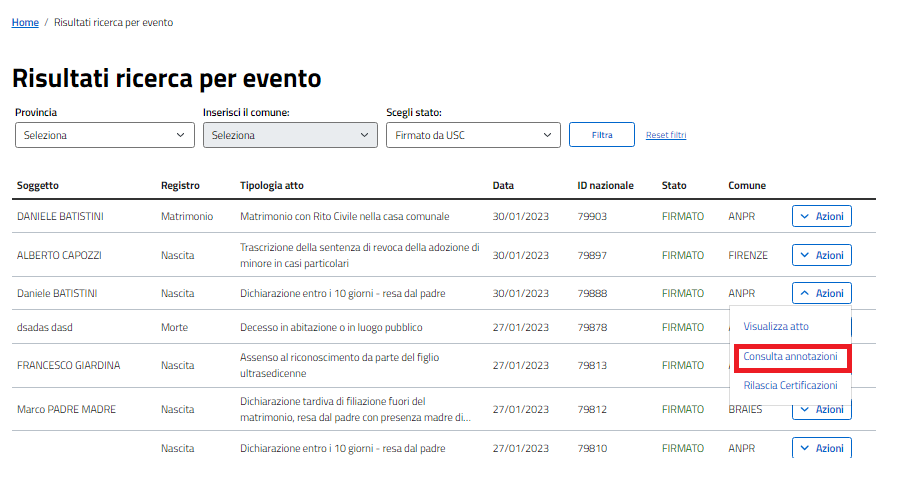 Home / Risultati ricerca per evento
Risultati ricerca per evento
Provincia Inserisci il comune: Scegli stato:
Seleziona Seleziona Firmato da USC Filtra Reset filtri
Soggetto Registro Tipologia atto Data ID nazionale Stato Comune
DANIELE BATISTINI Matrimonio Matrimonio con Rito Civile nella casa comunale 30/01/2023 79903 FIRMATO ANPR Azioni
ALBERTO CAPOZZI Nascita Trascrizione della sentenza di revoca della adozione di
minore in casi particolari 30/01/2023 79897 FIRMATO FIRENZE Azioni
Daniele BATISTINI Nascita Dichiarazione entro i 10 giorni - resa dal padre 30/01/2023 79888 FIRMATO ANPR Azioni
dsadas dasd Morte Decesso in abitazione o in luogo pubblico 27/01/2023 79878 FIRMATO
Visualizza atto
Consulta annotazioni
Rilascia Certificazioni
FRANCESCO GIARDINA Nascita Assenso al riconoscimento da parte del figlio
ultrasedicenne 27/01/2023 79813 FIRMATO
Marco PADRE MADRE Nascita Dichiarazione tardiva di filiazione fuori del
matrimonio, resa dal padre con presenza madre di... 27/01/2023 79812 FIRMATO BRAIES Azioni
Nascita Dichiarazione entro i 10 giorni - resa dal padre 27/01/2023 79810 FIRMATO ANPR Azioni